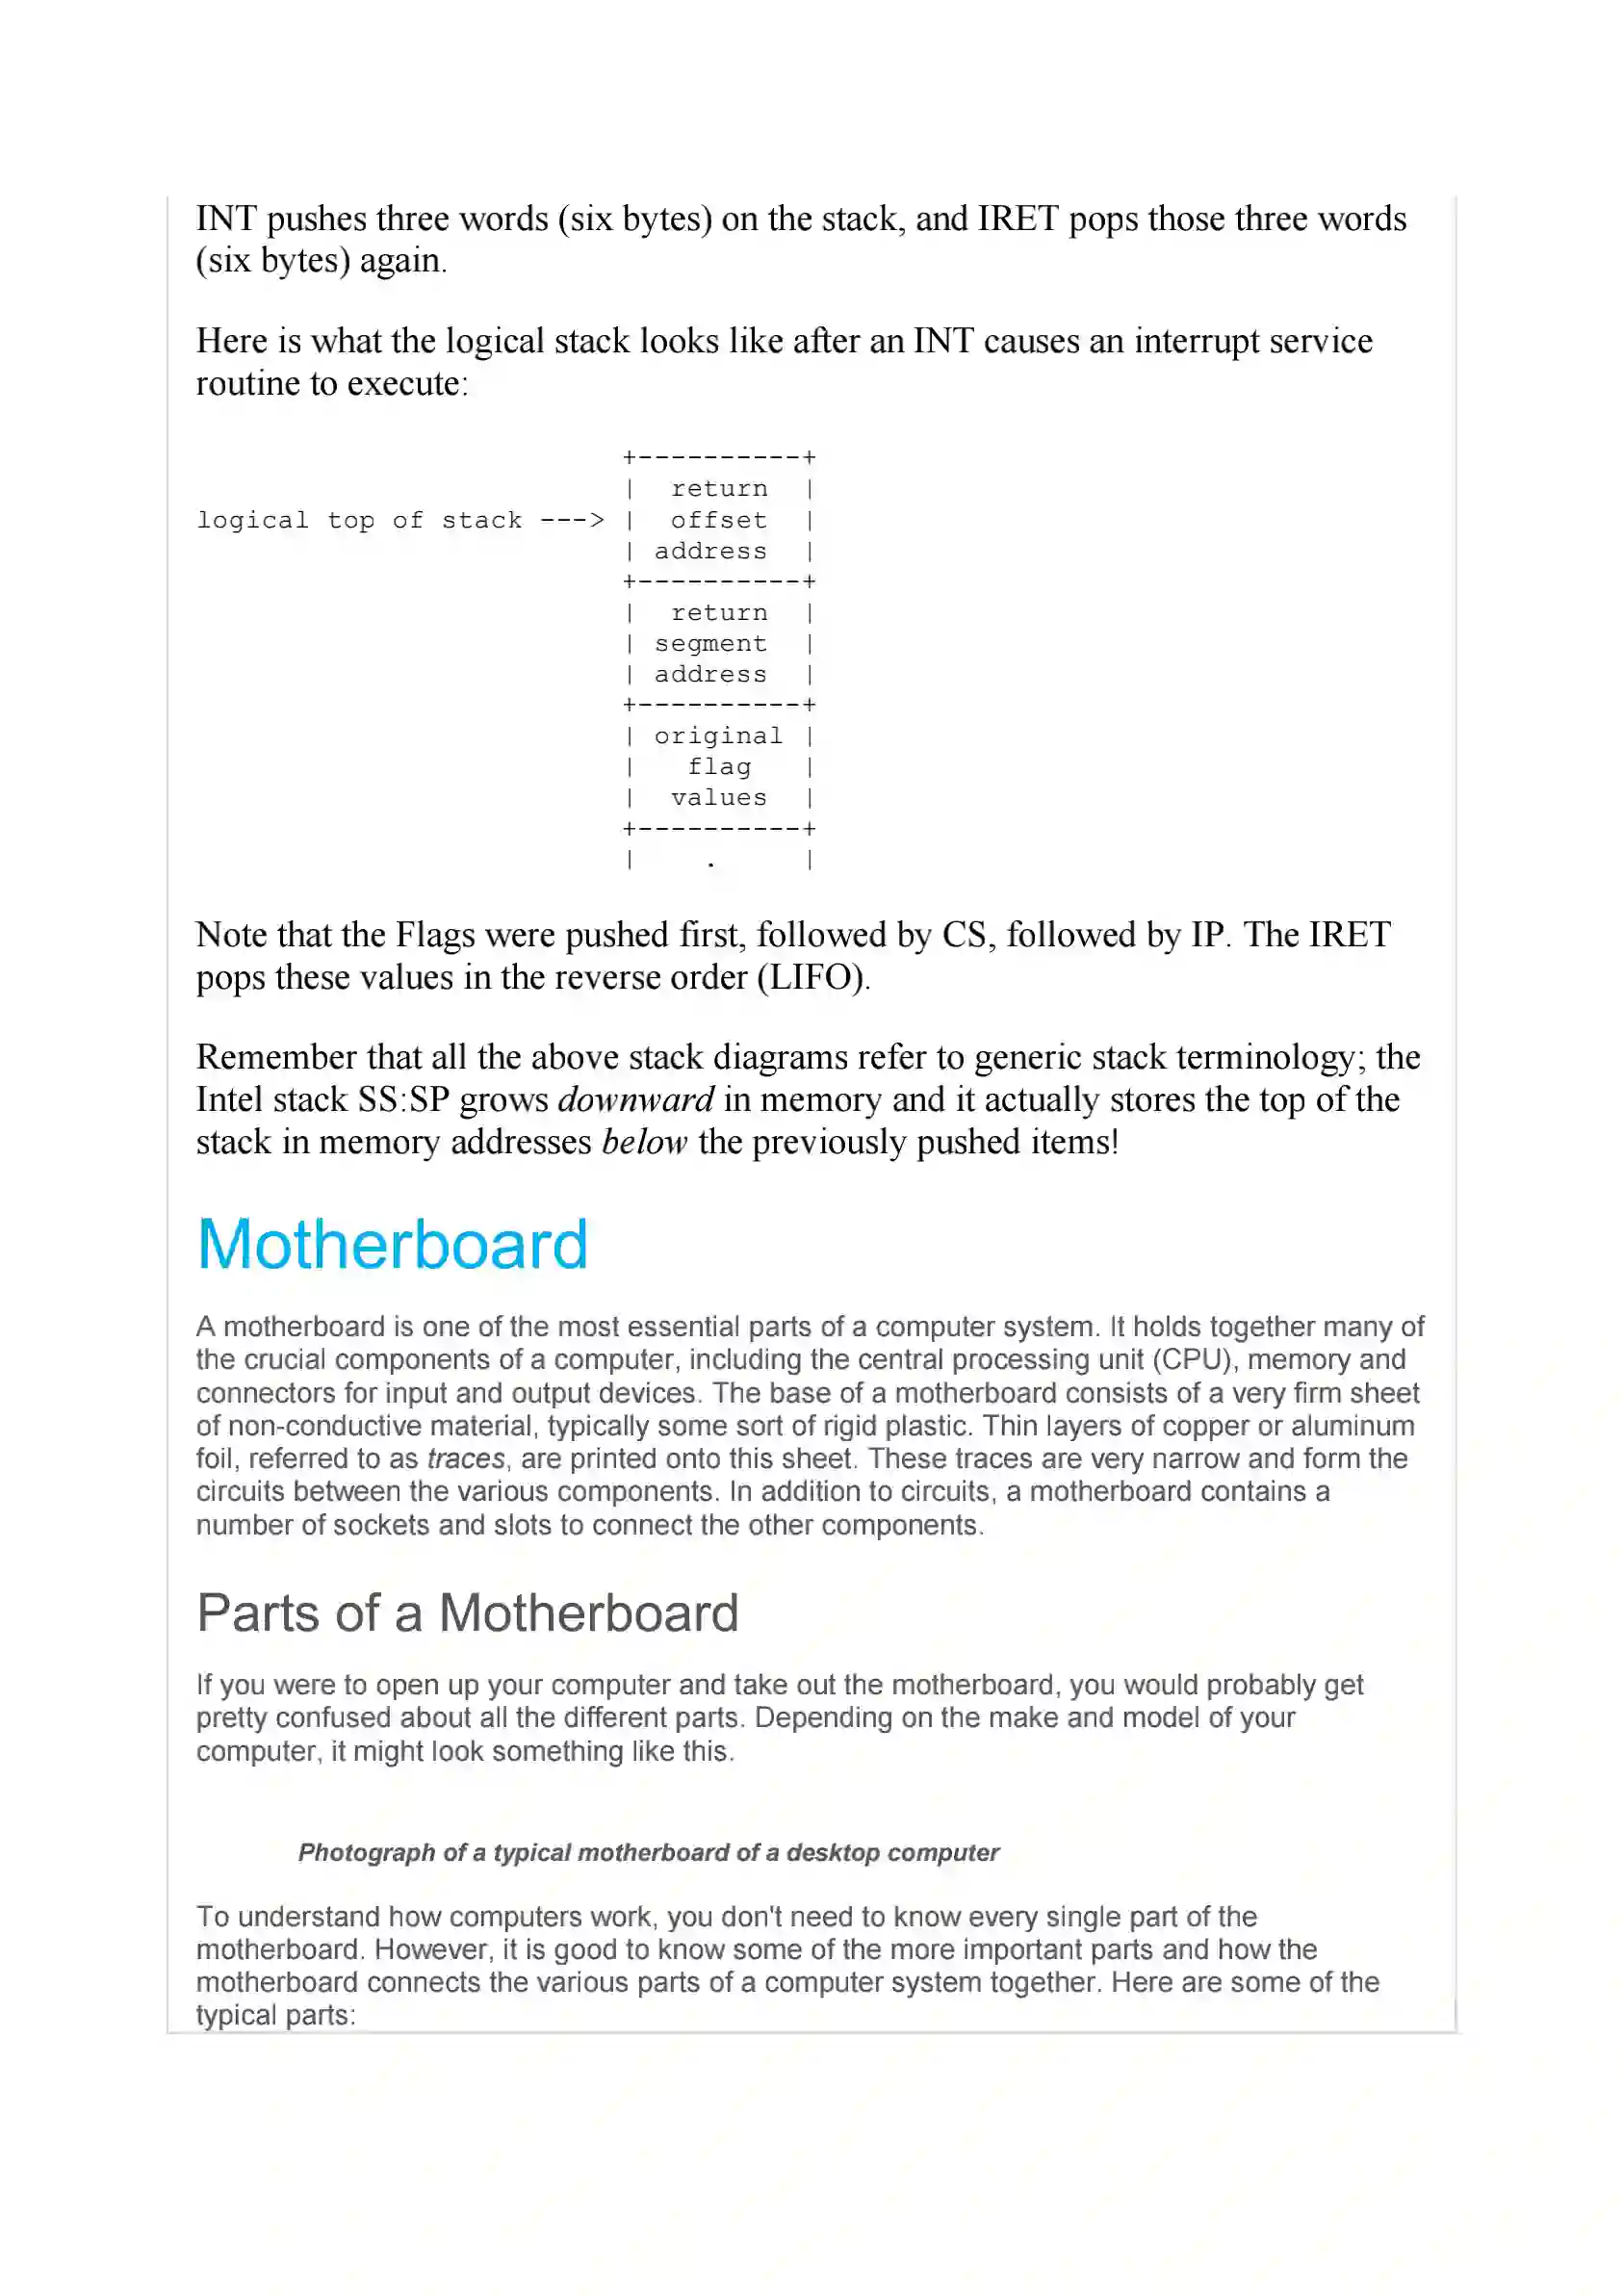 INT pushes three words (six bytes) on the stack, and IRET pops those three words
(six bytes) again.
Here is what the logical stack looks like after an INT causes an interrupt service
routine to execute:
                          +----------+
                          |  return  |
logical top of stack ---> |  offset  |
                          | address  |
                          +----------+
                          |  return  |
                          | segment  |
                          | address  |
                          +----------+
                          | original |
                          |   flag   |
                          |  values  |
                          +----------+
                          |    .     |
Note that the Flags were pushed first, followed by CS, followed by IP. The IRET
pops these values in the reverse order (LIFO).
Remember that all the above stack diagrams refer to generic stack terminology; the
Intel stack SS:SP grows downward in memory and it actually stores the top of the
stack in memory addresses below the previously pushed items!
Motherboard
A motherboard is one of the most essential parts of a computer system. It holds together many of
the crucial components of a computer, including the central processing unit (CPU), memory and
connectors for input and output devices. The base of a motherboard consists of a very firm sheet
of non-conductive material, typically some sort of rigid plastic. Thin layers of copper or aluminum
foil, referred to as traces, are printed onto this sheet. These traces are very narrow and form the
circuits between the various components. In addition to circuits, a motherboard contains a
number of sockets and slots to connect the other components.
Parts of a Motherboard
If you were to open up your computer and take out the motherboard, you would probably get
pretty confused about all the different parts. Depending on the make and model of your
computer, it might look something like this.
Photograph of a typical motherboard of a desktop computer
To understand how computers work, you don't need to know every single part of the
motherboard. However, it is good to know some of the more important parts and how the
motherboard connects the various parts of a computer system together. Here are some of the
typical parts: